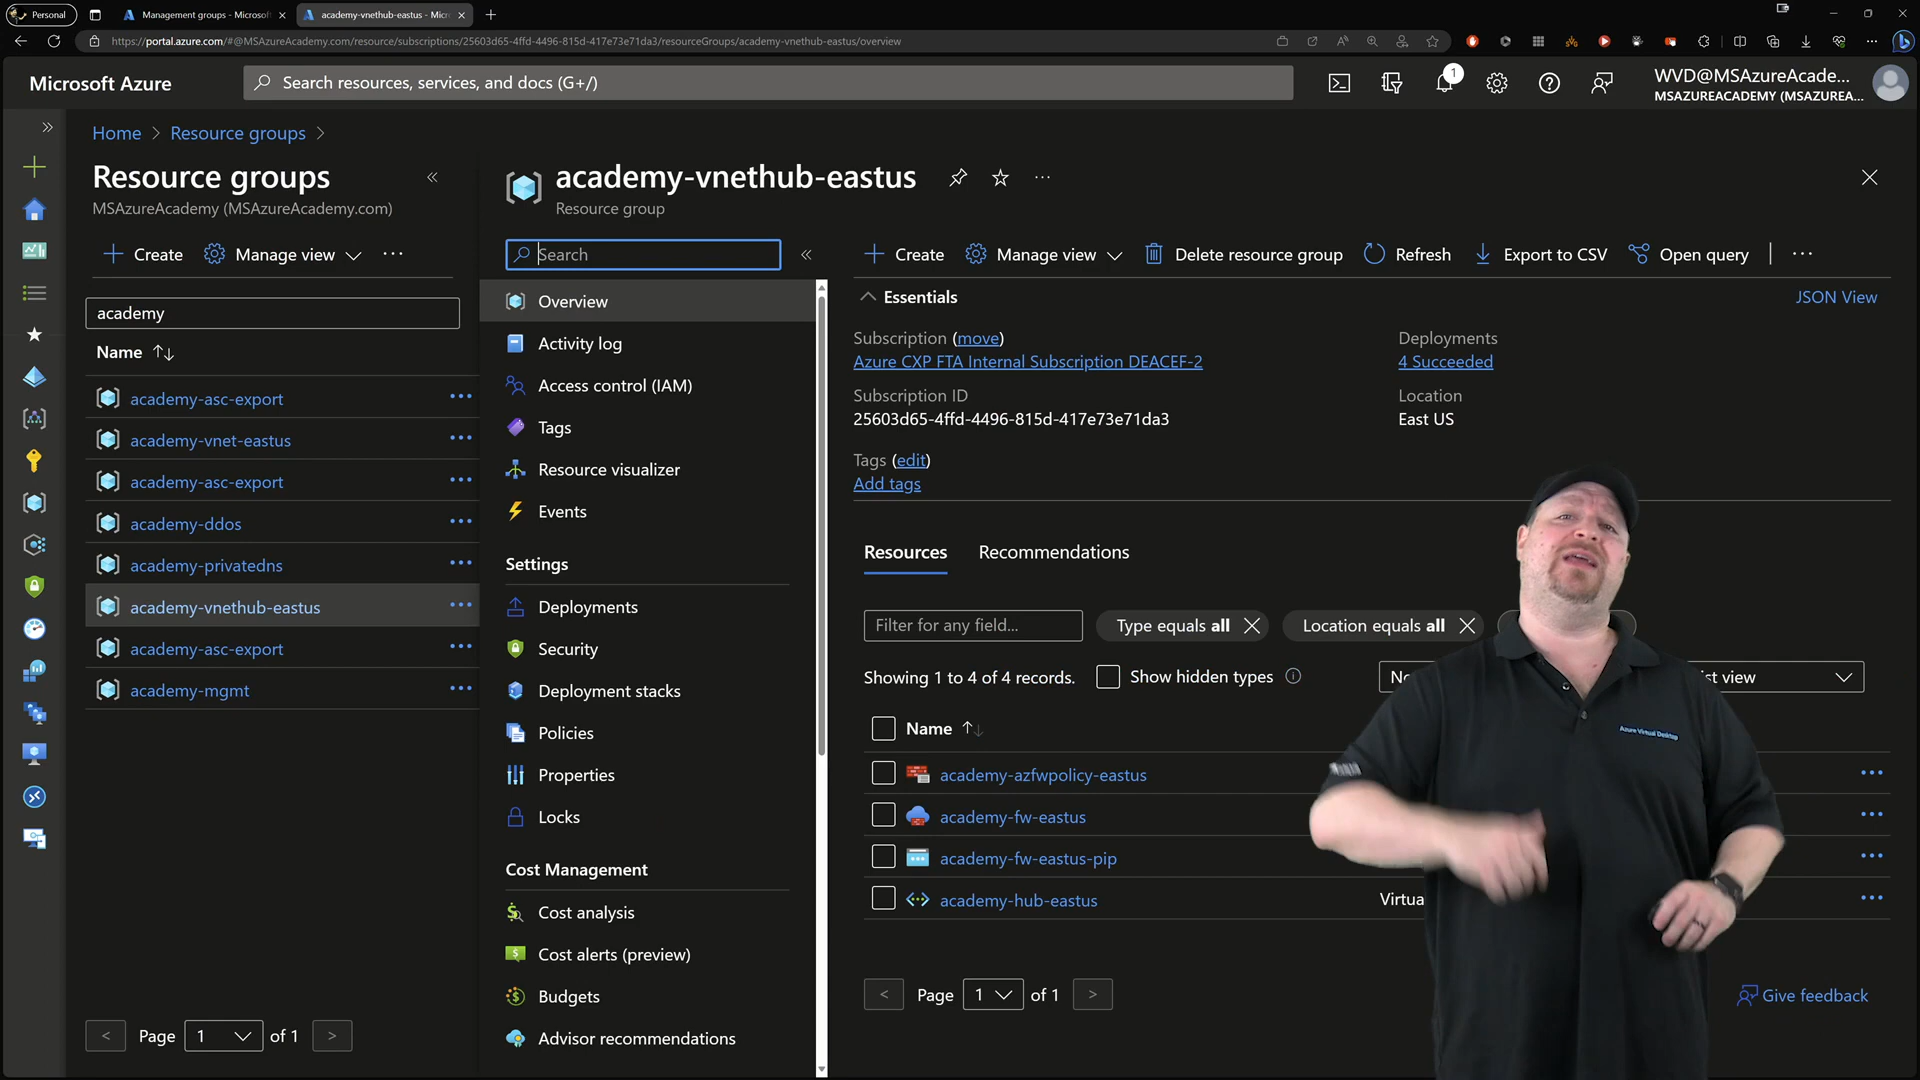 Personal
Management groups - Microsoft
academy-vnethub-eastus - Micr
https://portal.azure.com/#@MSAzureAcademy.com/resource/subscriptions/25603d65-4ffd-4496-815d-417e73e71da3/resourceGroups/academy-vnethub-eastus/overview
Microsoft Azure
Search resources, services, and docs (G+/)
1
WVD@MSAzureAcade...
MSAZUREACADEMY (MSAZUREA...
Home > Resource groups >
Resource groups
MSAzureAcademy (MSAzureAcademy.com)
Create
Manage view
academy
Name
academy-asc-export
academy-vnet-eastus
academy-asc-export
academy-ddos
academy-privatedns
academy-vnethub-eastus
academy-asc-export
academy-mgmt
< Page 1 of 1 >
academy-vnethub-eastus
Resource group
Search
Overview
Activity log
Access control (IAM)
Tags
Resource visualizer
Events
Settings
Deployments
Security
Deployment stacks
Policies
Properties
Locks
Cost Management
Cost analysis
Cost alerts (preview)
Budgets
Advisor recommendations
Create
Manage view
Delete resource group
Refresh
Export to CSV
Open query
Essentials
JSON View
Subscription (move)
Azure CXP FTA Internal Subscription DEACEF-2
Subscription ID
25603d65-4ffd-4496-815d-417e73e71da3
Tags (edit)
Add tags
Deployments
4 Succeeded
Location
East US
Resources
Recommendations
Filter for any field...
Type equals all
Location equals all
Showing 1 to 4 of 4 records.
Show hidden types
No
st view
Name
academy-azfwpolicy-eastus
academy-fw-eastus
academy-fw-eastus-pip
academy-hub-eastus
Virtua
< Page 1 of 1 >
Give feedback
Azure Virtual Desktop